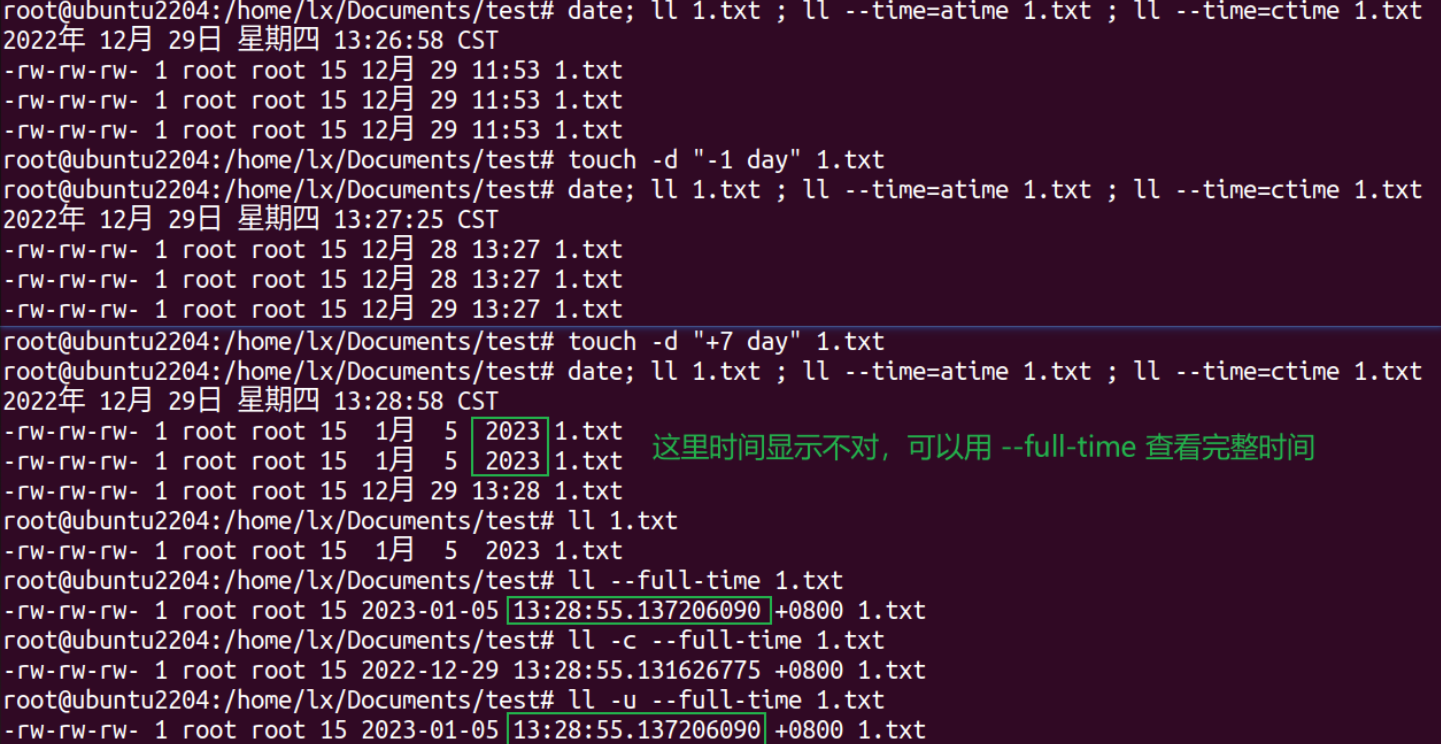 root@ubuntu2204:/home/lx/Documents/test# date; ll 1.txt ; ll --time=atime 1.txt ; ll --time=ctime 1.txt
2022年 12月 29日 星期四 13:26:58 CST
-rw-rw-rw- 1 root root 15 12月 29 11:53 1.txt
-rw-rw-rw- 1 root root 15 12月 29 11:53 1.txt
-rw-rw-rw- 1 root root 15 12月 29 11:53 1.txt
root@ubuntu2204:/home/lx/Documents/test# touch -d "-1 day" 1.txt
root@ubuntu2204:/home/lx/Documents/test# date; ll 1.txt ; ll --time=atime 1.txt ; ll --time=ctime 1.txt
2022年 12月 29日 星期四 13:27:25 CST
-rw-rw-rw- 1 root root 15 12月 28 13:27 1.txt
-rw-rw-rw- 1 root root 15 12月 28 13:27 1.txt
-rw-rw-rw- 1 root root 15 12月 29 13:27 1.txt
root@ubuntu2204:/home/lx/Documents/test# touch -d "+7 day" 1.txt
root@ubuntu2204:/home/lx/Documents/test# date; ll 1.txt ; ll --time=atime 1.txt ; ll --time=ctime 1.txt
2022年 12月 29日 星期四 13:28:58 CST
-rw-rw-rw- 1 root root 15  1月  5  2023 1.txt
-rw-rw-rw- 1 root root 15  1月  5  2023 1.txt
这里时间显示不对，可以用 --full-time 查看完整时间
-rw-rw-rw- 1 root root 15 12月 29 13:28 1.txt
root@ubuntu2204:/home/lx/Documents/test# ll 1.txt
-rw-rw-rw- 1 root root 15  1月  5  2023 1.txt
root@ubuntu2204:/home/lx/Documents/test# ll --full-time 1.txt
-rw-rw-rw- 1 root root 15 2023-01-05 13:28:55.137206090 +0800 1.txt
root@ubuntu2204:/home/lx/Documents/test# ll -c --full-time 1.txt
-rw-rw-rw- 1 root root 15 2022-12-29 13:28:55.131626775 +0800 1.txt
root@ubuntu2204:/home/lx/Documents/test# ll -u --full-time 1.txt
-rw-rw-rw- 1 root root 15 2023-01-05 13:28:55.137206090 +0800 1.txt